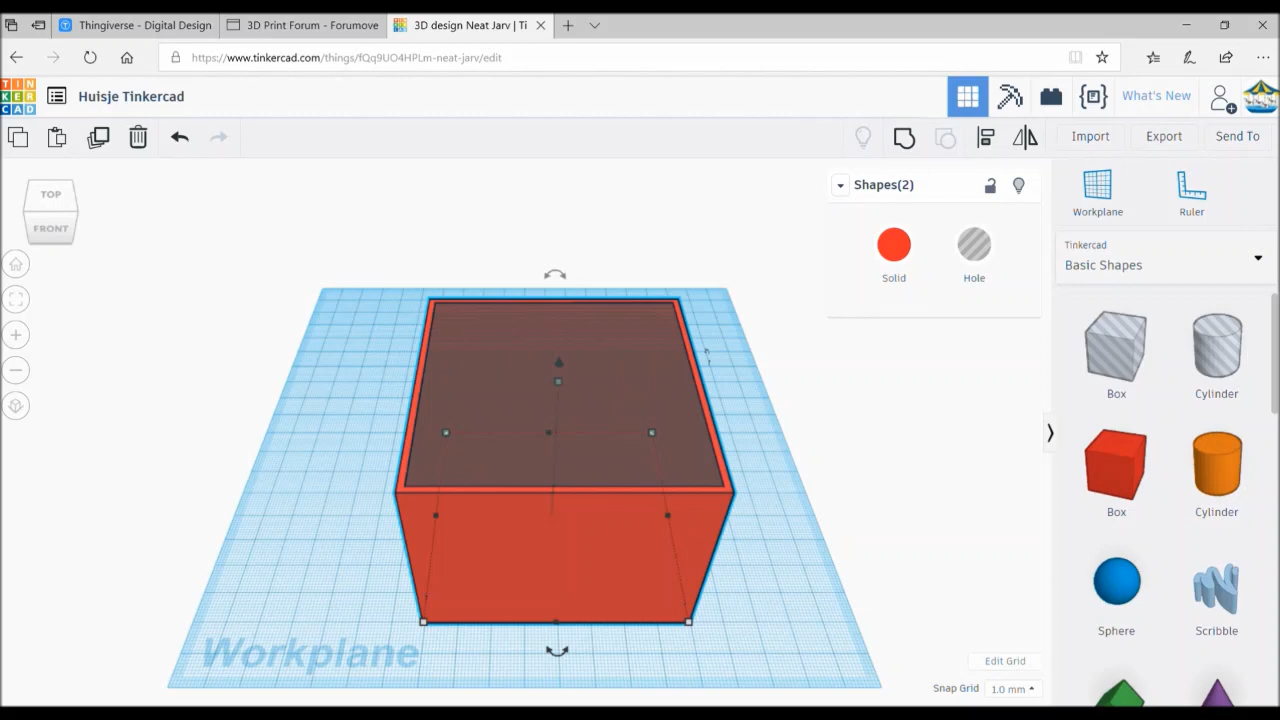 Thingiverse - Digital Design
3D Print Forum - Forumove
3D design Neat Jarv | Ti
https://www.tinkercad.com/things/fQq9UO4HPLm-neat-jarv/edit
TIN
KER
CAD
Huisje Tinkercad
What's New
Import
Export
Send To
TOP
FRONT
Shapes(2)
Solid
Hole
Workplane
Ruler
Tinkercad
Basic Shapes
Box
Cylinder
Box
Cylinder
Sphere
Scribble
Workplane
Edit Grid
Snap Grid
1.0 mm